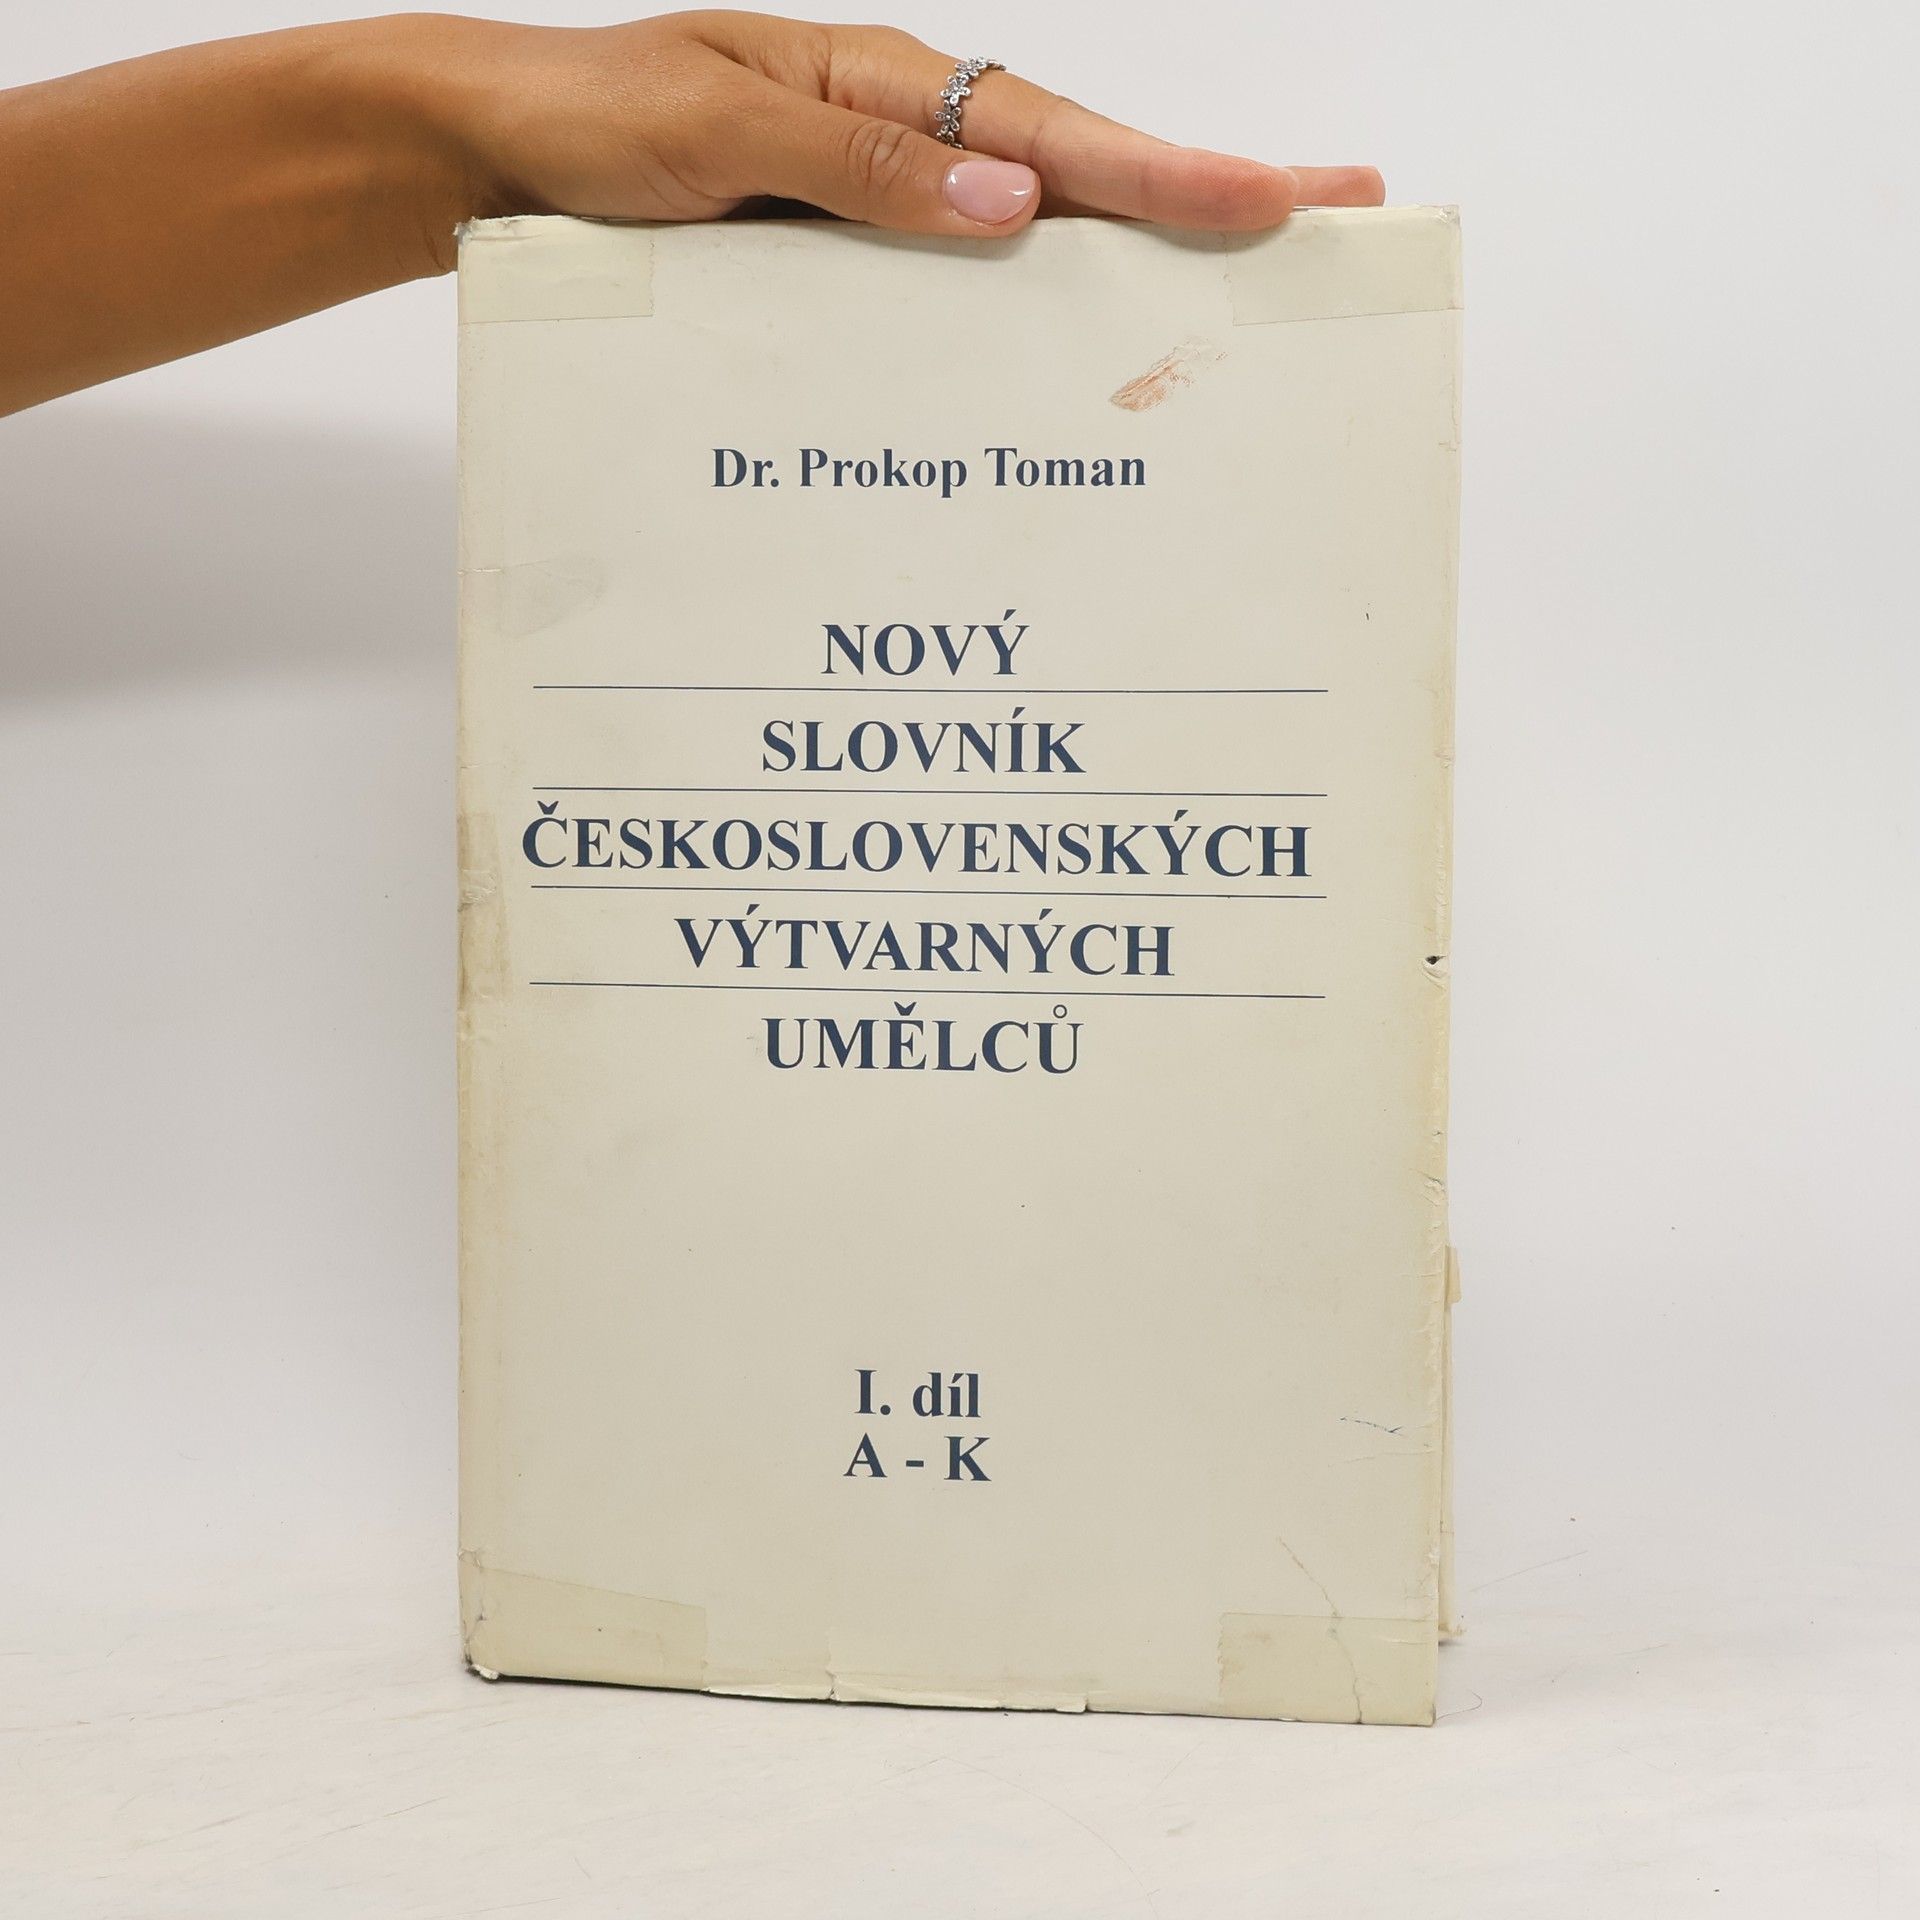 Dr. Prokop Toman
NOVÝ
SLOVNÍK
ČESKOSLOVENSKÝCH
VÝTVARNÝCH
UMĚLCŮ
I. díl
A - K